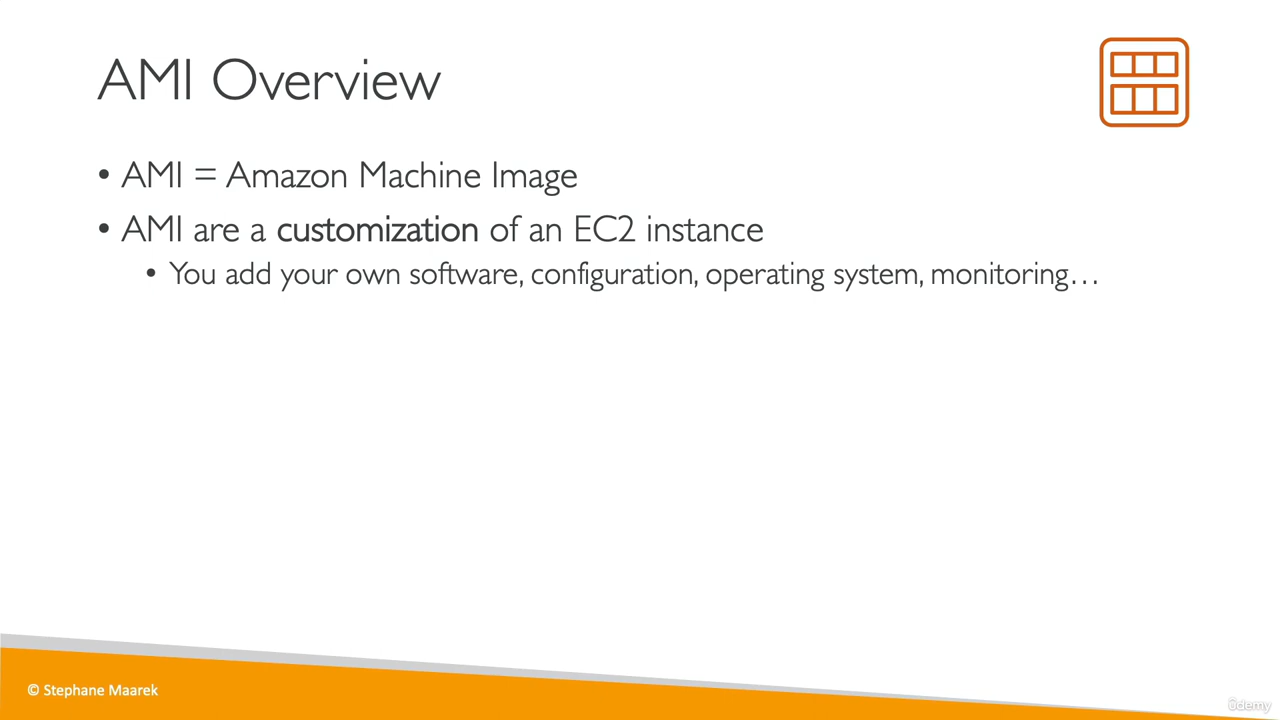 AMI Overview
• AMI = Amazon Machine Image
• AMI are a customization of an EC2 instance
• You add your own software, configuration, operating system, monitoring…
© Stephane Maarek
ûdemy